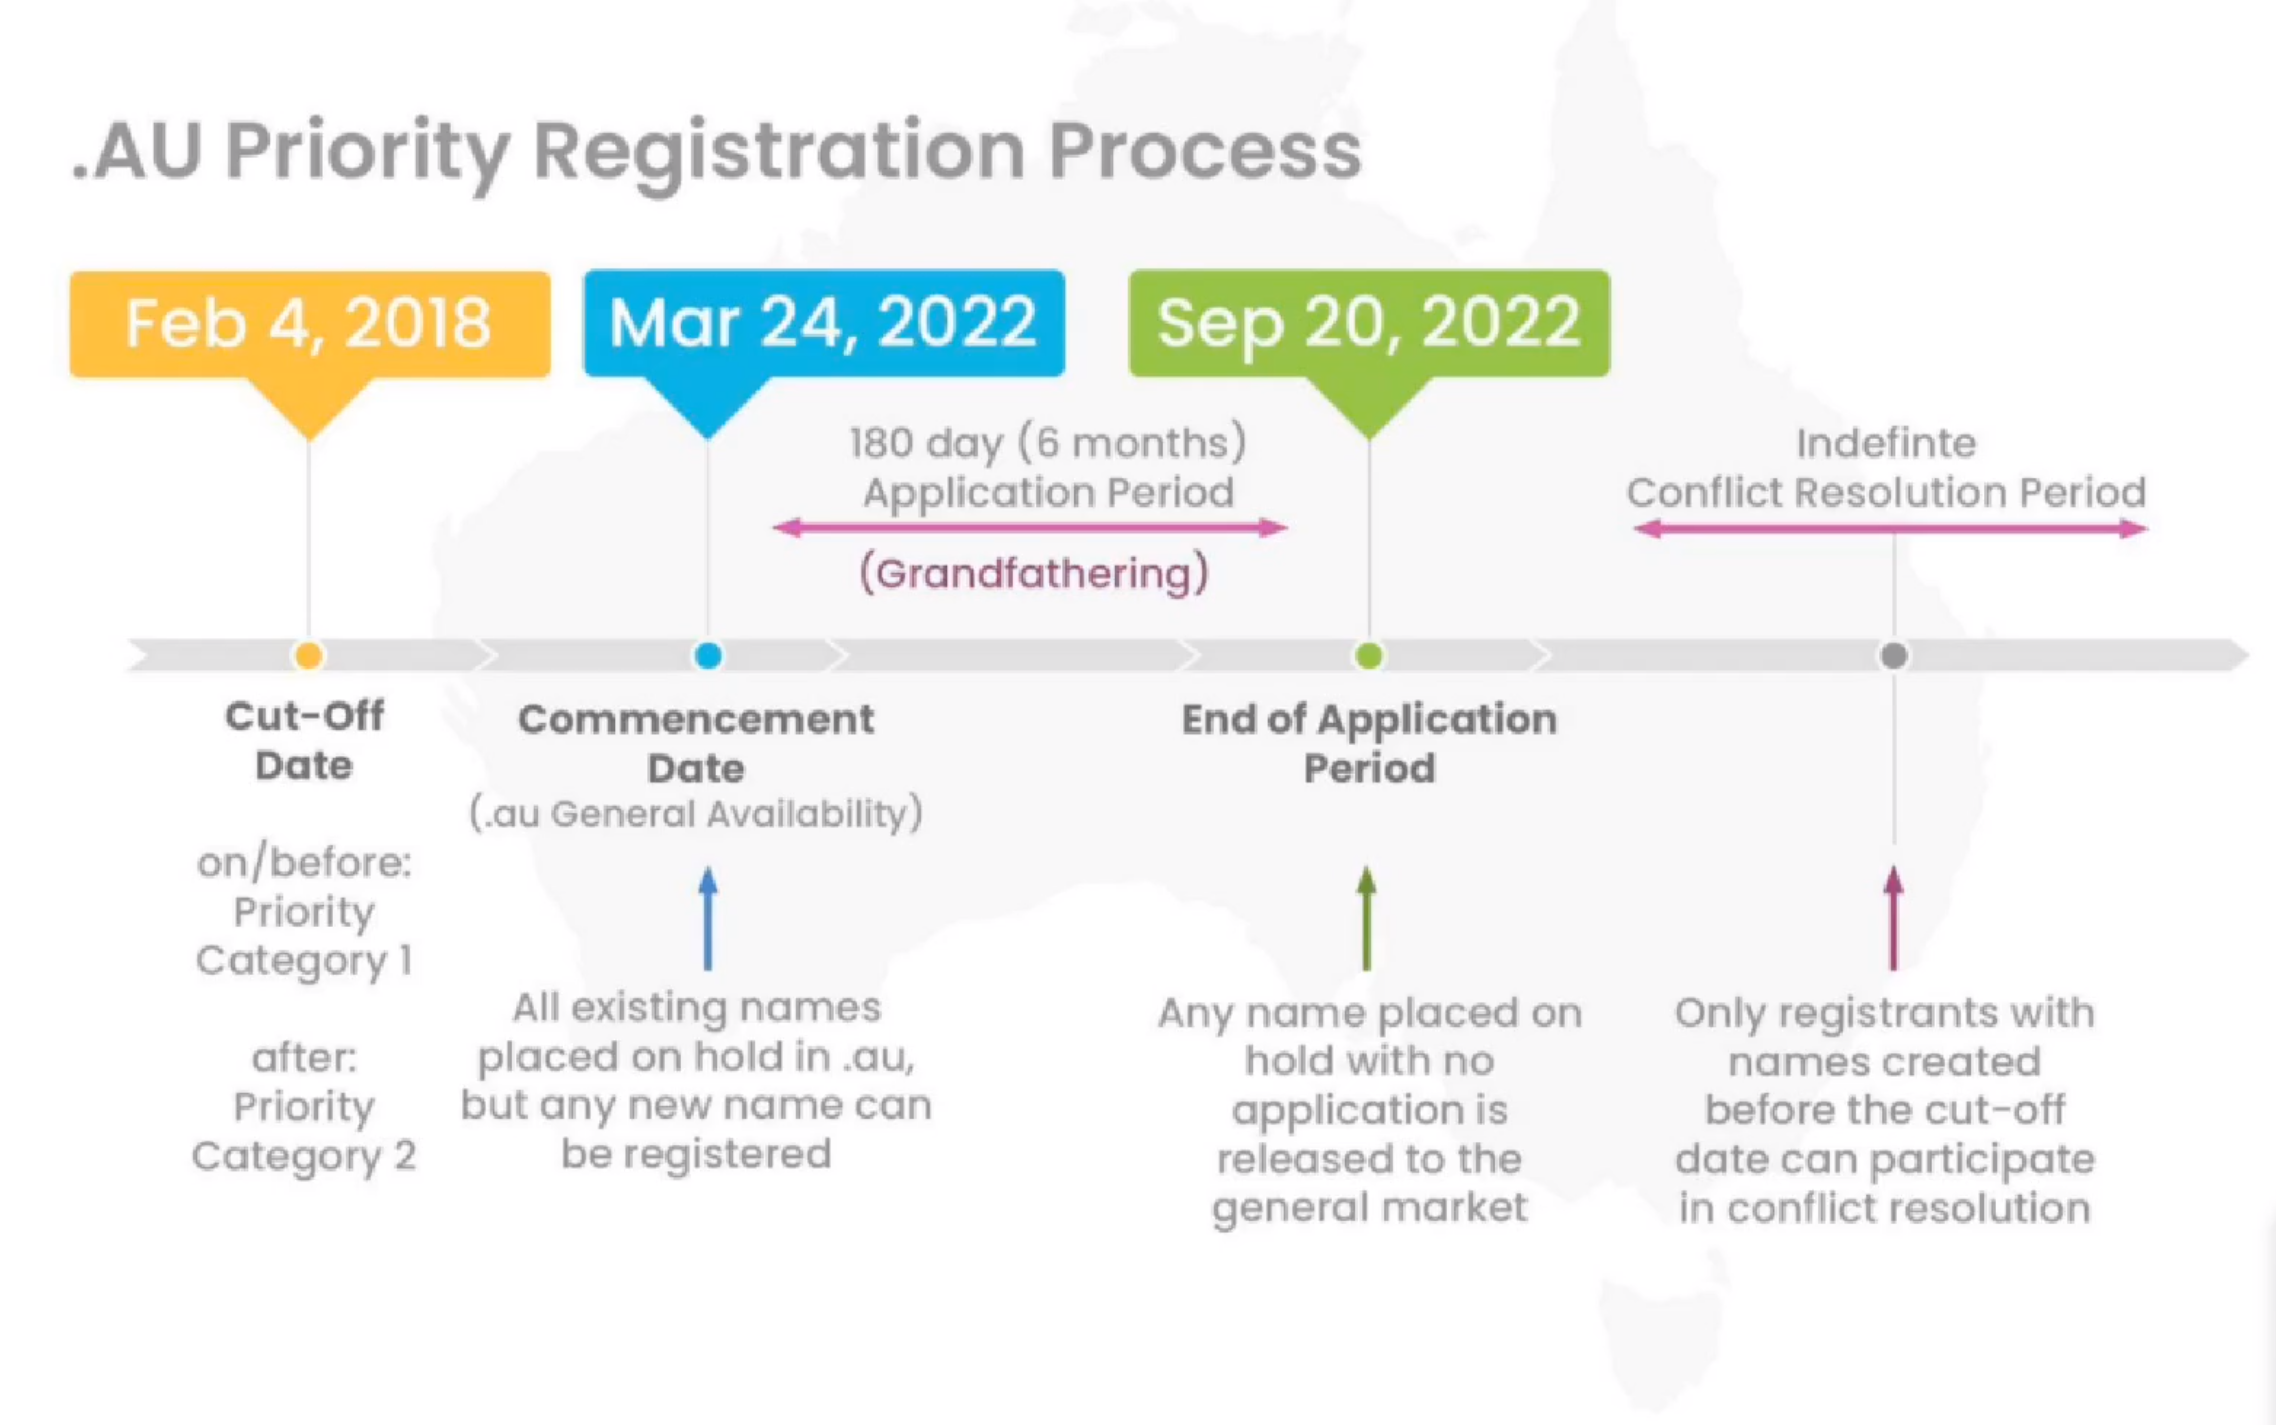 .AU Priority Registration Process
Feb 4, 2018
Mar 24, 2022
Sep 20, 2022
180 day (6 months)
Application Period
(Grandfathering)
Indefinte
Conflict Resolution Period
Cut-Off
Date
on/before:
Priority
Category 1
after:
Priority
Category 2
Commencement
Date
(.au General Availability)
All existing names
placed on hold in .au,
but any new name can
be registered
End of Application
Period
Any name placed on
hold with no
application is
released to the
general market
Only registrants with
names created
before the cut-off
date can participate
in conflict resolution